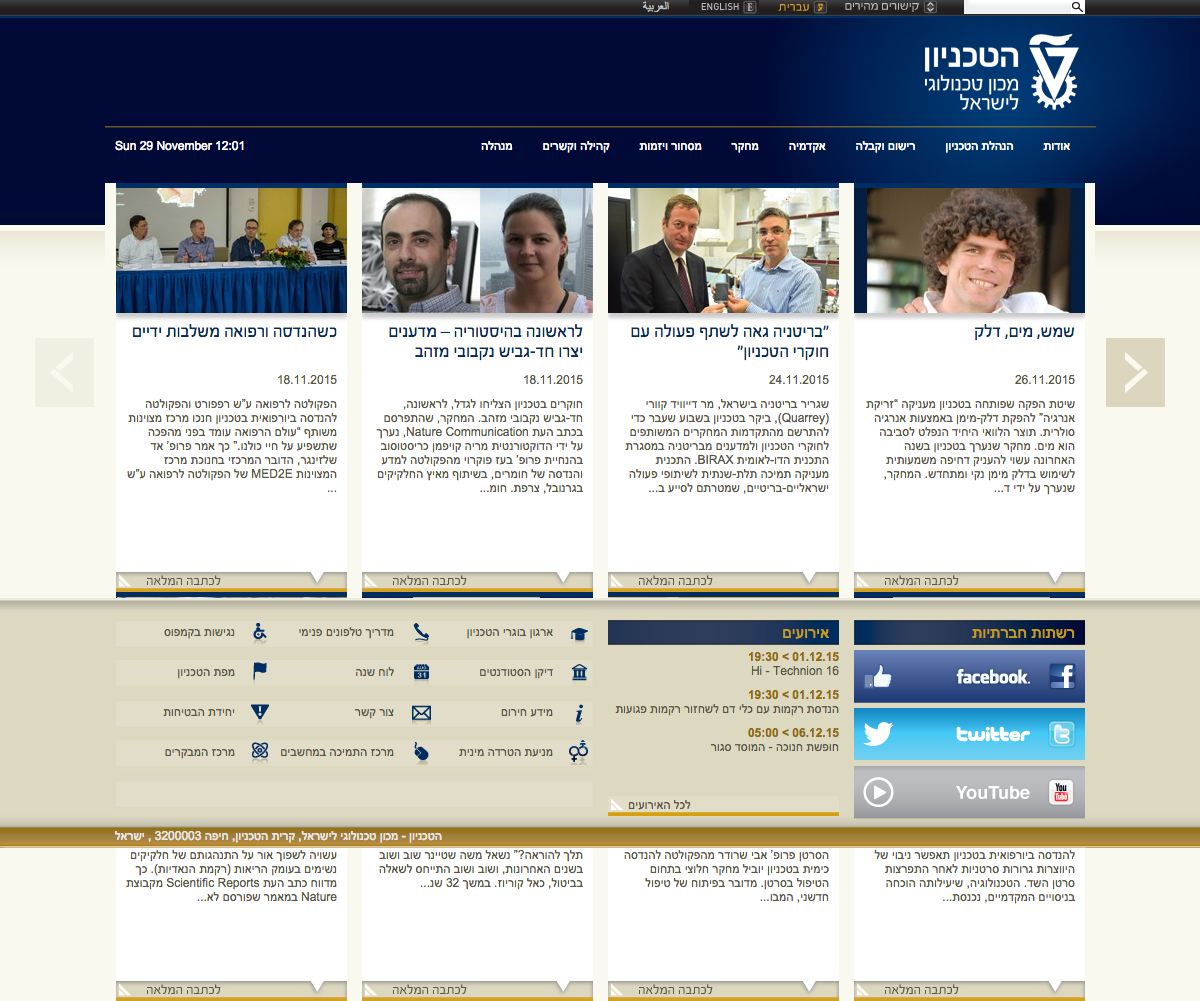 קישורים מהירים
עברית ע
ENGLISH E
العربية
הטכניון
מכון טכנולוגי
לישראל
אודות
הנהלת הטכניון
רישום וקבלה
אקדמיה
מחקר
מסחור ויזמות
קהילה וקשרים
מנהלה
Sun 29 November 12:01
שמש, מים, דלק
26.11.2015
שיטת הפקה שפותחה בטכניון מעניקה "זריקת
אנרגיה" להפקת דלק-מימן באמצעות אנרגיה
סולרית. תוצר הלוואי היחיד הנפלט לסביבה
הוא מים. מחקר שנערך בטכניון בשנה
האחרונה עשוי להעניק דחיפה משמעותית
לשימוש בדלק מימן נקי ומתחדש. המחקר,
שנערך על ידי ד...
לכתבה המלאה
"בריטניה גאה לשתף פעולה עם
חוקרי הטכניון"
24.11.2015
שגריר בריטניה בישראל, מר דייוויד קוורי
(Quarrey), ביקר בטכניון בשבוע שעבר כדי
להתרשם מהתקדמות המחקרים המשותפים
לחוקרי הטכניון ולמדענים מבריטניה במסגרת
התכנית הדו-לאומית BIRAX. התכנית
מעניקה תמיכה תלת-שנתית לשיתופי פעולה
ישראליים-בריטיים, שמטרתם לסייע ב...
לכתבה המלאה
לראשונה בהיסטוריה – מדענים
יצרו חד-גביש נקבובי מזהב
18.11.2015
חוקרים בטכניון הצליחו לגדל, לראשונה,
חד-גביש נקבובי מזהב. המחקר, שהתפרסם
בכתב העת Nature Communication, נערך
על ידי הדוקטורנטית מריה קויפמן כריסטוסוב
בהנחיית פרופ' בעז פוקרוי מהפקולטה למדע
והנדסה של חומרים, בשיתוף מאיץ החלקיקים
בגרנובל, צרפת. חומ...
לכתבה המלאה
כשהנדסה ורפואה משלבות ידיים
18.11.2015
הפקולטה לרפואה ע"ש רפפורט והפקולטה
להנדסה ביורפואית בטכניון חנכו מרכז מצוינות
משותף "עולם הרפואה עומד בפני מהפכה
שתשפיע על חיי כולנו." כך אמר פרופ' אד
שלזינגר, הדובר המרכזי בחנוכת מרכז
המצוינות MED2E של הפקולטה לרפואה ע"ש
...
לכתבה המלאה
רשתות חברתיות
facebook.
twitter
YouTube
You
Tube
אירועים
01.12.15 > 19:30
Hi - Technion 16
01.12.15 > 19:30
הנדסת רקמות עם כלי דם לשחזור רקמות פגועות
06.12.15 > 05:00
חופשת חנוכה - המוסד סגור
לכל האירועים
ארגון בוגרי הטכניון
מדריך טלפונים פנימי
נגישות בקמפוס
דיקן הסטודנטים
AUG
31
לוח שנה
מפת הטכניון
מידע חירום
צור קשר
יחידת הבטיחות
מניעת הטרדה מינית
מרכז התמיכה במחשבים
מרכז המבקרים
הטכניון - מכון טכנולוגי לישראל, קרית הטכניון, חיפה 3200003 , ישראל
להנדסה ביורפואית בטכניון תאפשר ניבוי של
היווצרות גרורות סרטניות לאחר התפרצות
סרטן השד. הטכנולוגיה, שיעילותה הוכחה
בניסויים המקדמיים, נכנסת...
לכתבה המלאה
הסרטן פרופ' אבי שרודר מהפקולטה להנדסה
כימית בטכניון יוביל מחקר חלוצי בתחום
הטיפול בסרטן. מדובר בפיתוח של טיפול
חדשני, המבו...
לכתבה המלאה
תלך להוראה?" נשאל משה שטיינר שוב ושוב
בשנים האחרונות, ושוב ושוב התייחס לשאלה
בביטול, כאל קוריוז. במשך 32 שנ...
לכתבה המלאה
עשויה לשפוך אור על התנהגותם של חלקיקים
נשימים בעומק הריאות (רקמת הנאדיות). כך
מדווח כתב העת Scientific Reports מקבוצת
Nature במאמר שפורסם לא...
לכתבה המלאה